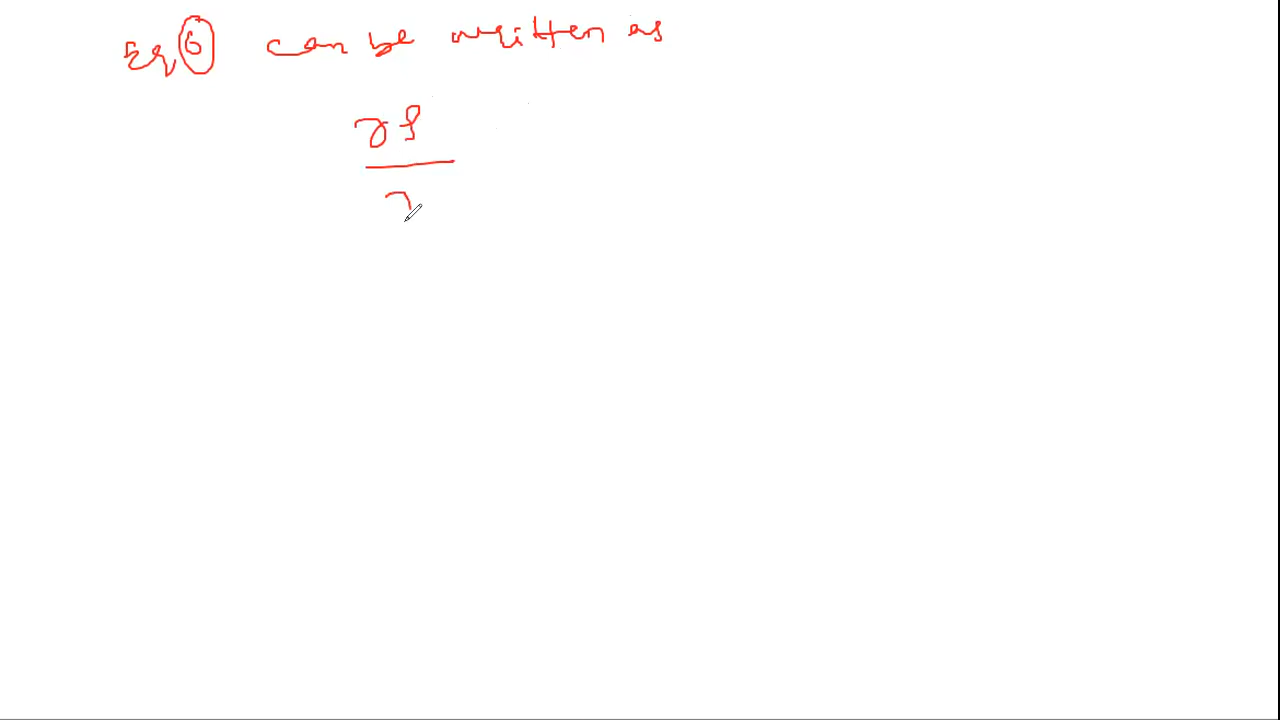 Eq ⑥ can be written as
∂ρ